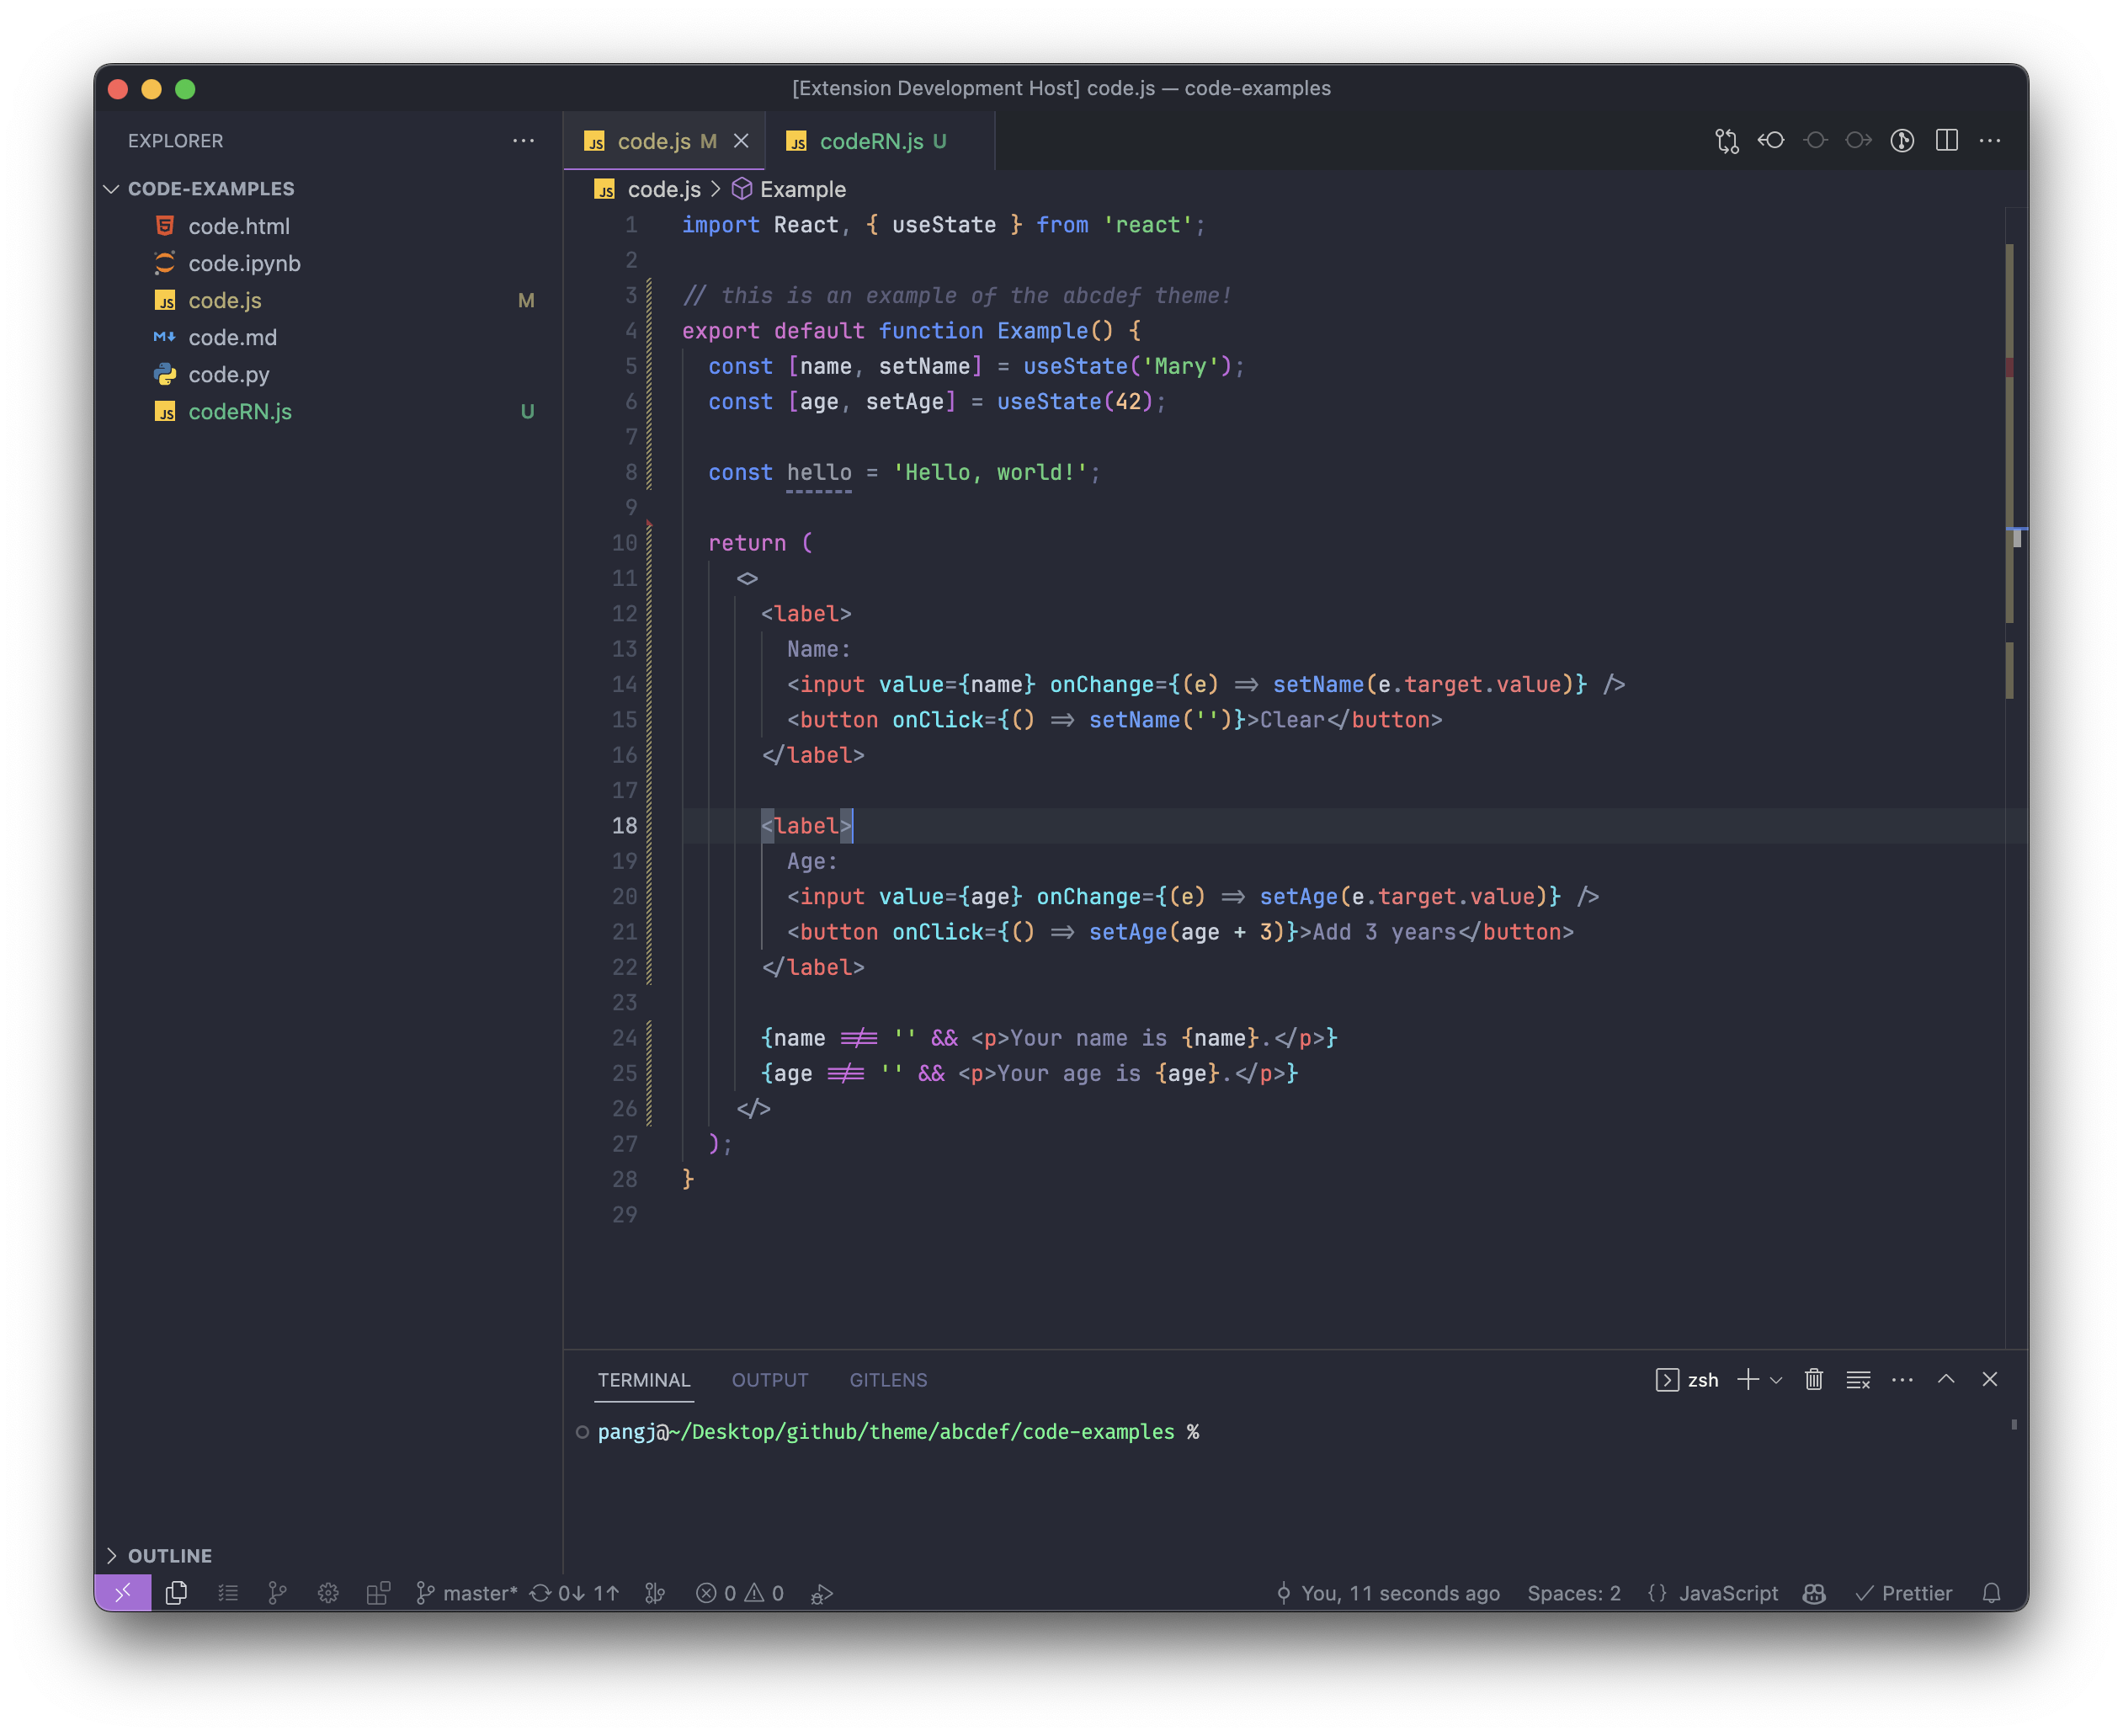 [Extension Development Host] code.js — code-examples
EXPLORER
CODE-EXAMPLES
code.html
code.ipynb
code.js M
code.md
code.py
codeRN.js U
OUTLINE
code.js M
codeRN.js U
code.js > Example
1 import React, { useState } from 'react';
2
3 // this is an example of the abcdef theme!
4 export default function Example() {
5 const [name, setName] = useState('Mary');
6 const [age, setAge] = useState(42);
7
8 const hello = 'Hello, world!';
9
10 return (
11 <>
12 <label>
13 Name:
14 <input value={name} onChange={(e) => setName(e.target.value)} />
15 <button onClick={() => setName('')}>Clear</button>
16 </label>
17
18 <label>
19 Age:
20 <input value={age} onChange={(e) => setAge(e.target.value)} />
21 <button onClick={() => setAge(age + 3)}>Add 3 years</button>
22 </label>
23
24 {name !== '' && <p>Your name is {name}.</p>}
25 {age !== '' && <p>Your age is {age}.</p>}
26 </>
27 );
28 }
29
TERMINAL OUTPUT GITLENS zsh
pangj@~/Desktop/github/theme/abcdef/code-examples %
master* 0↓ 1↑ 0 0 You, 11 seconds ago Spaces: 2 {} JavaScript Prettier